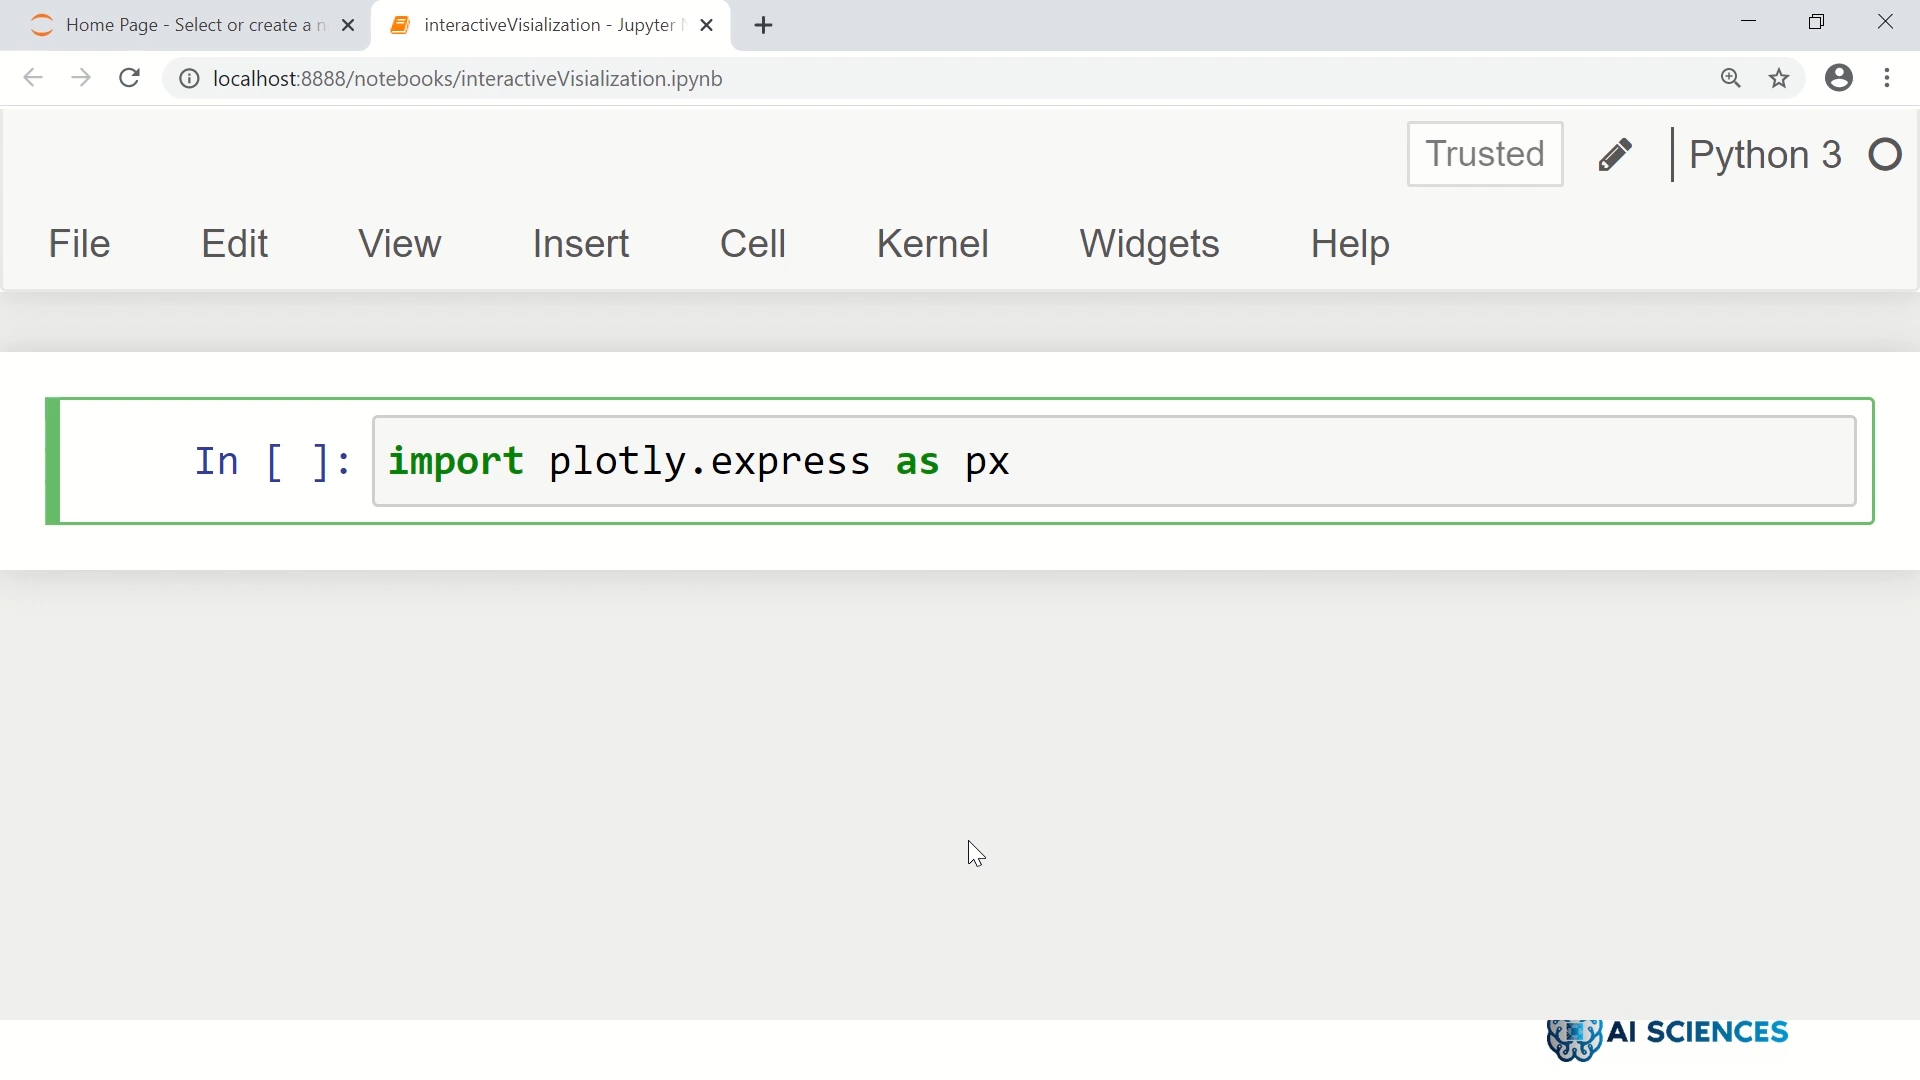 Home Page - Select or create a n
interactiveVisialization - Jupyter
localhost:8888/notebooks/interactiveVisialization.ipynb
Trusted
Python 3
File Edit View Insert Cell Kernel Widgets Help
In [ ]: import plotly.express as px
AI SCIENCES